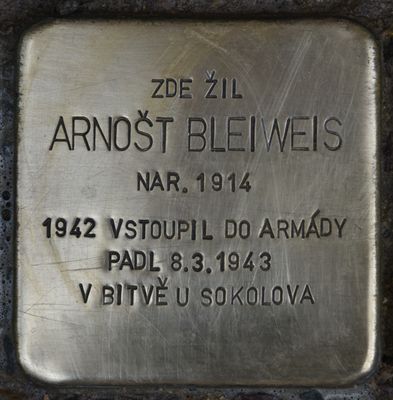 ZDE ŽIL
ARNOŠT BLEIWEIS
NAR. 1914
1942 VSTOUPIL DO ARMÁDY
PADL 8.3.1943
V BITVĚ U SOKOLOVA